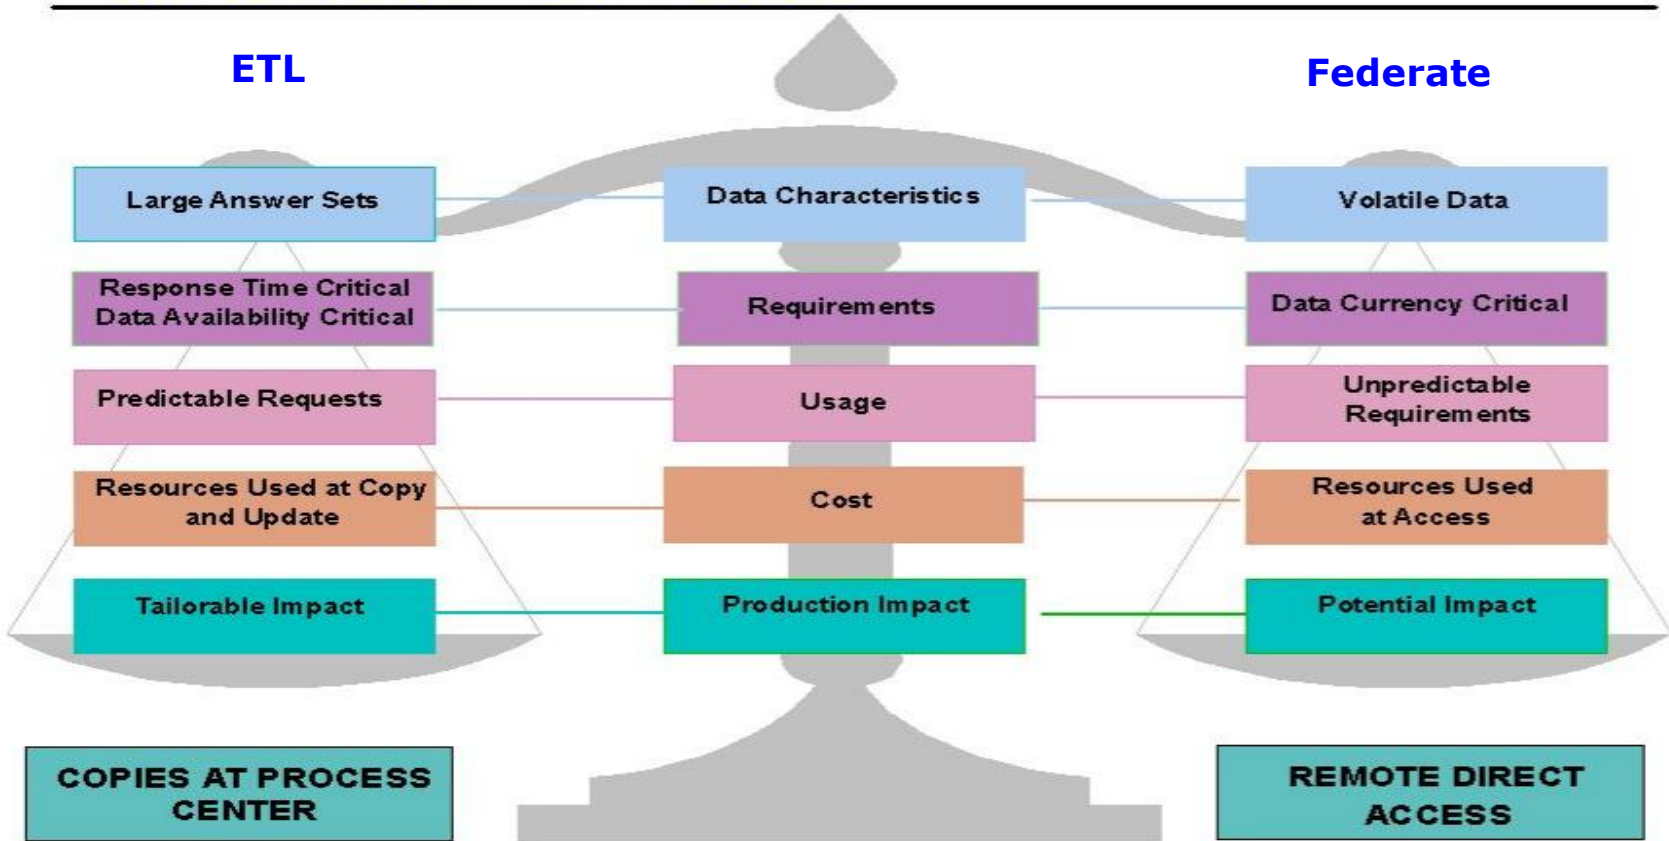 ETL
Federate
Large Answer Sets
Data Characteristics
Volatile Data
Response Time Critical
Data Availability Critical
Requirements
Data Currency Critical
Predictable Requests
Usage
Unpredictable
Requirements
Resources Used at Copy
and Update
Cost
Resources Used
at Access
Tailorable Impact
Production Impact
Potential Impact
COPIES AT PROCESS
CENTER
REMOTE DIRECT
ACCESS